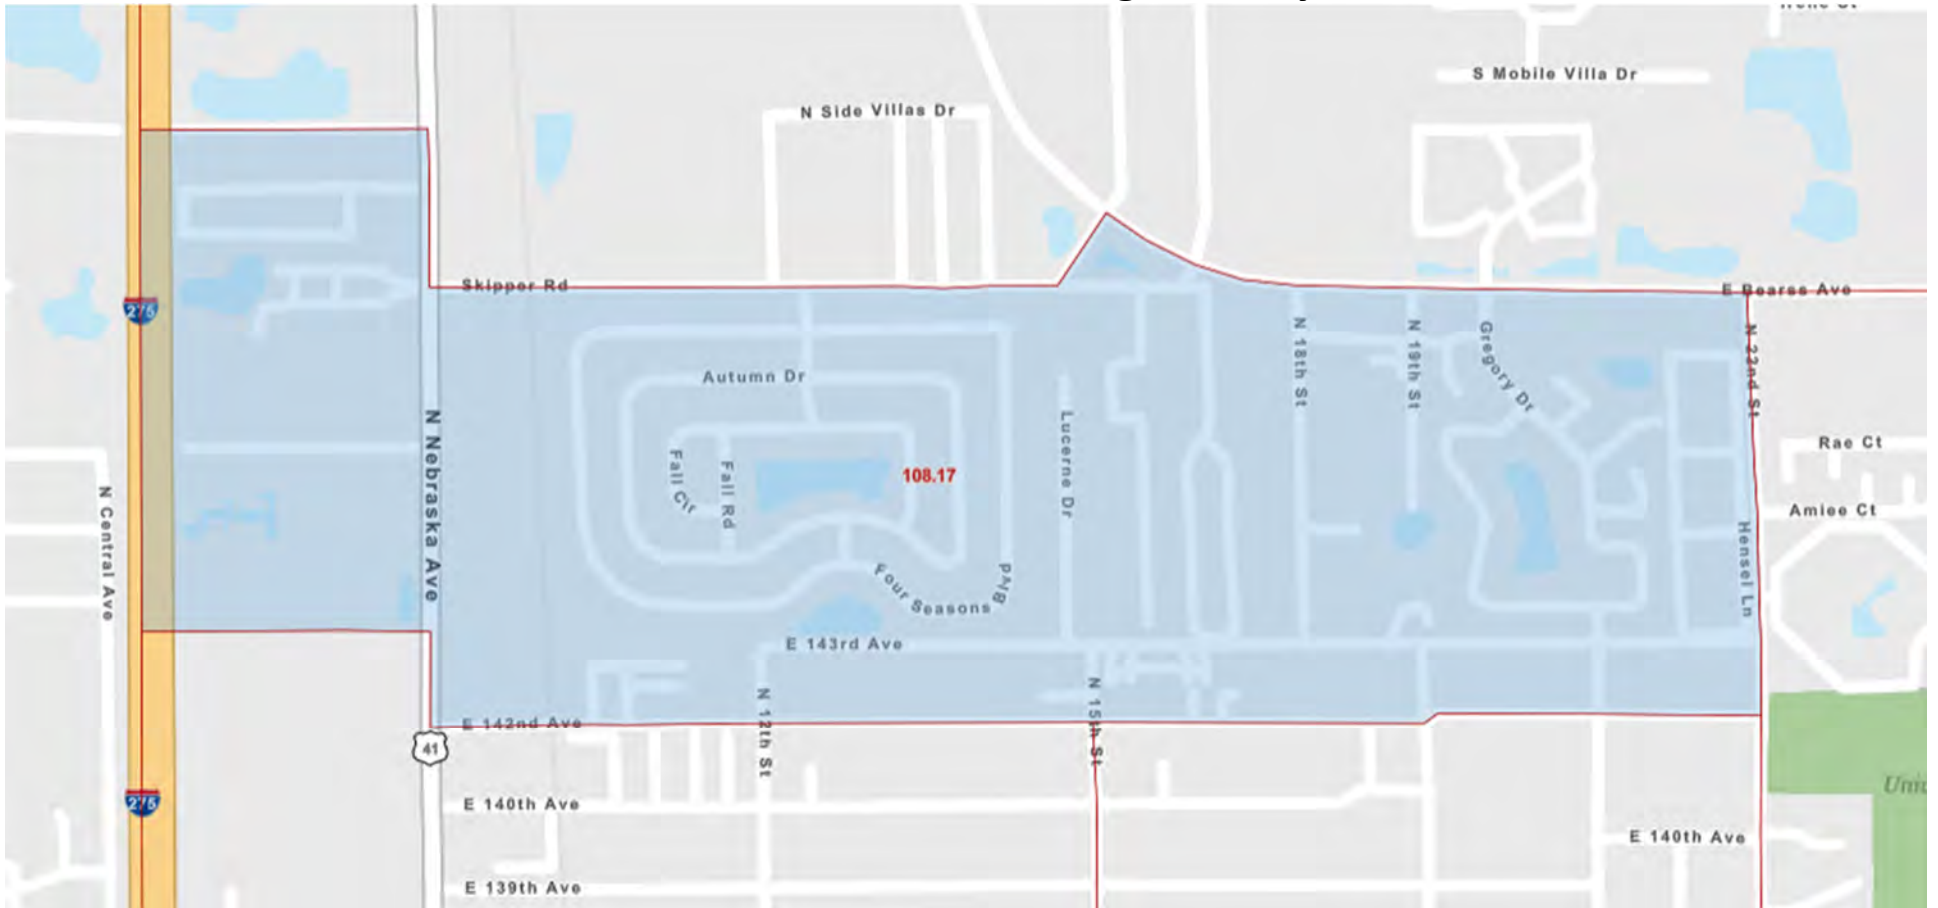 S Mobile Villa Dr
N Side Villas Dr
Skipper Rd
E Bearss Ave
275
N 18th St
N 19th St
Gregory Dr
N 22nd St
Autumn Dr
N Nebraska Ave
Lucerne Dr
Rae Ct
Fall Cir
Fall Rd
108.17
N Central Ave
Amiee Ct
Hensel Ln
Four Seasons Blvd
E 143rd Ave
N 12th St
N 15th St
E 142nd Ave
41
275
E 140th Ave
E 140th Ave
E 139th Ave